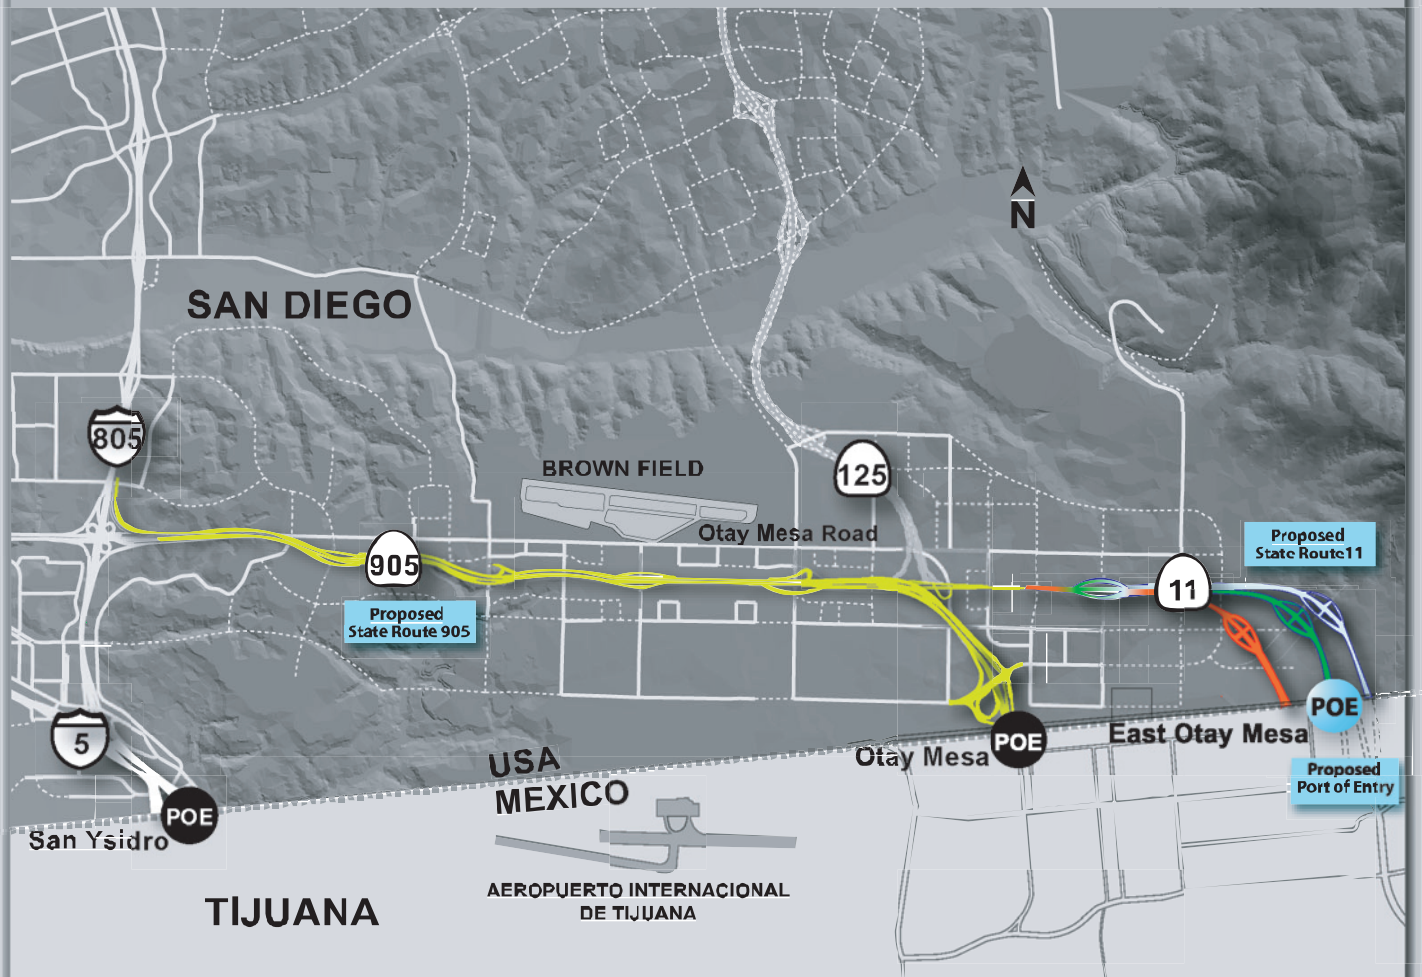 N
SAN DIEGO
805
BROWN FIELD
125
Otay Mesa Road
Proposed
State Route 11
905
11
Proposed
State Route 905
POE
5
East Otay Mesa
POE
Otay Mesa
USA
MEXICO
Proposed
Port of Entry
POE
San Ysidro
AEROPUERTO INTERNACIONAL
DE TIJUANA
TIJUANA